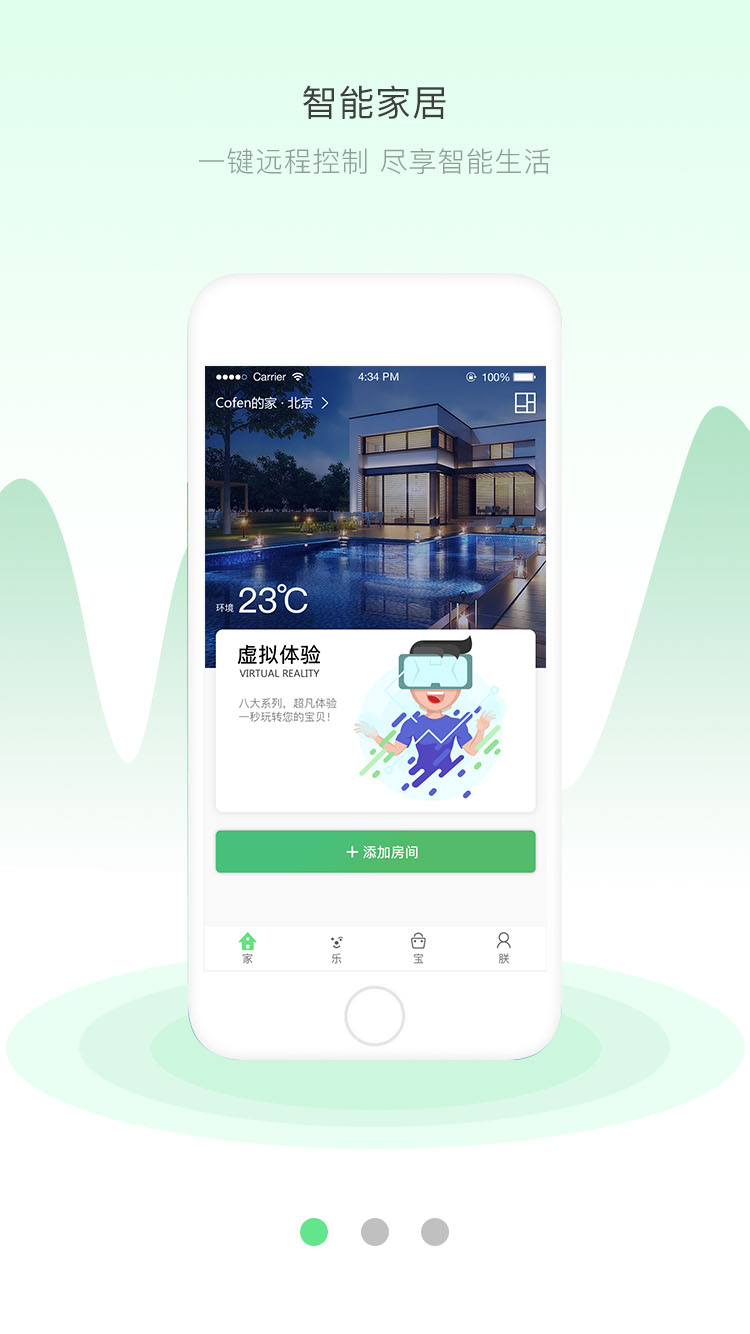 智能家居
一键远程控制 尽享智能生活
Carrier 4:34 PM 100%
Cofen的家 · 北京 >
环境 23℃
虚拟体验
VIRTUAL REALITY
八大系列，超凡体验
一秒玩转您的宝贝！
+ 添加房间
家 乐 宝 朕